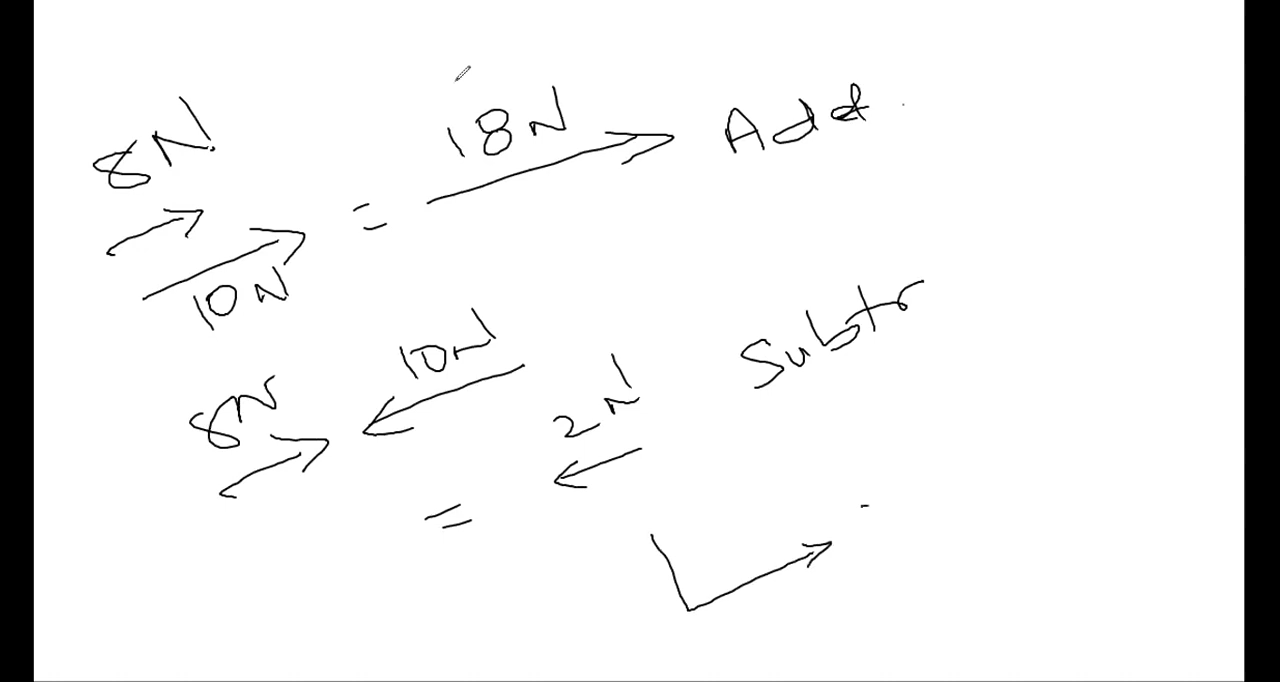 8N
10N
= 18N Add
8N
10N
= 2N Subtr